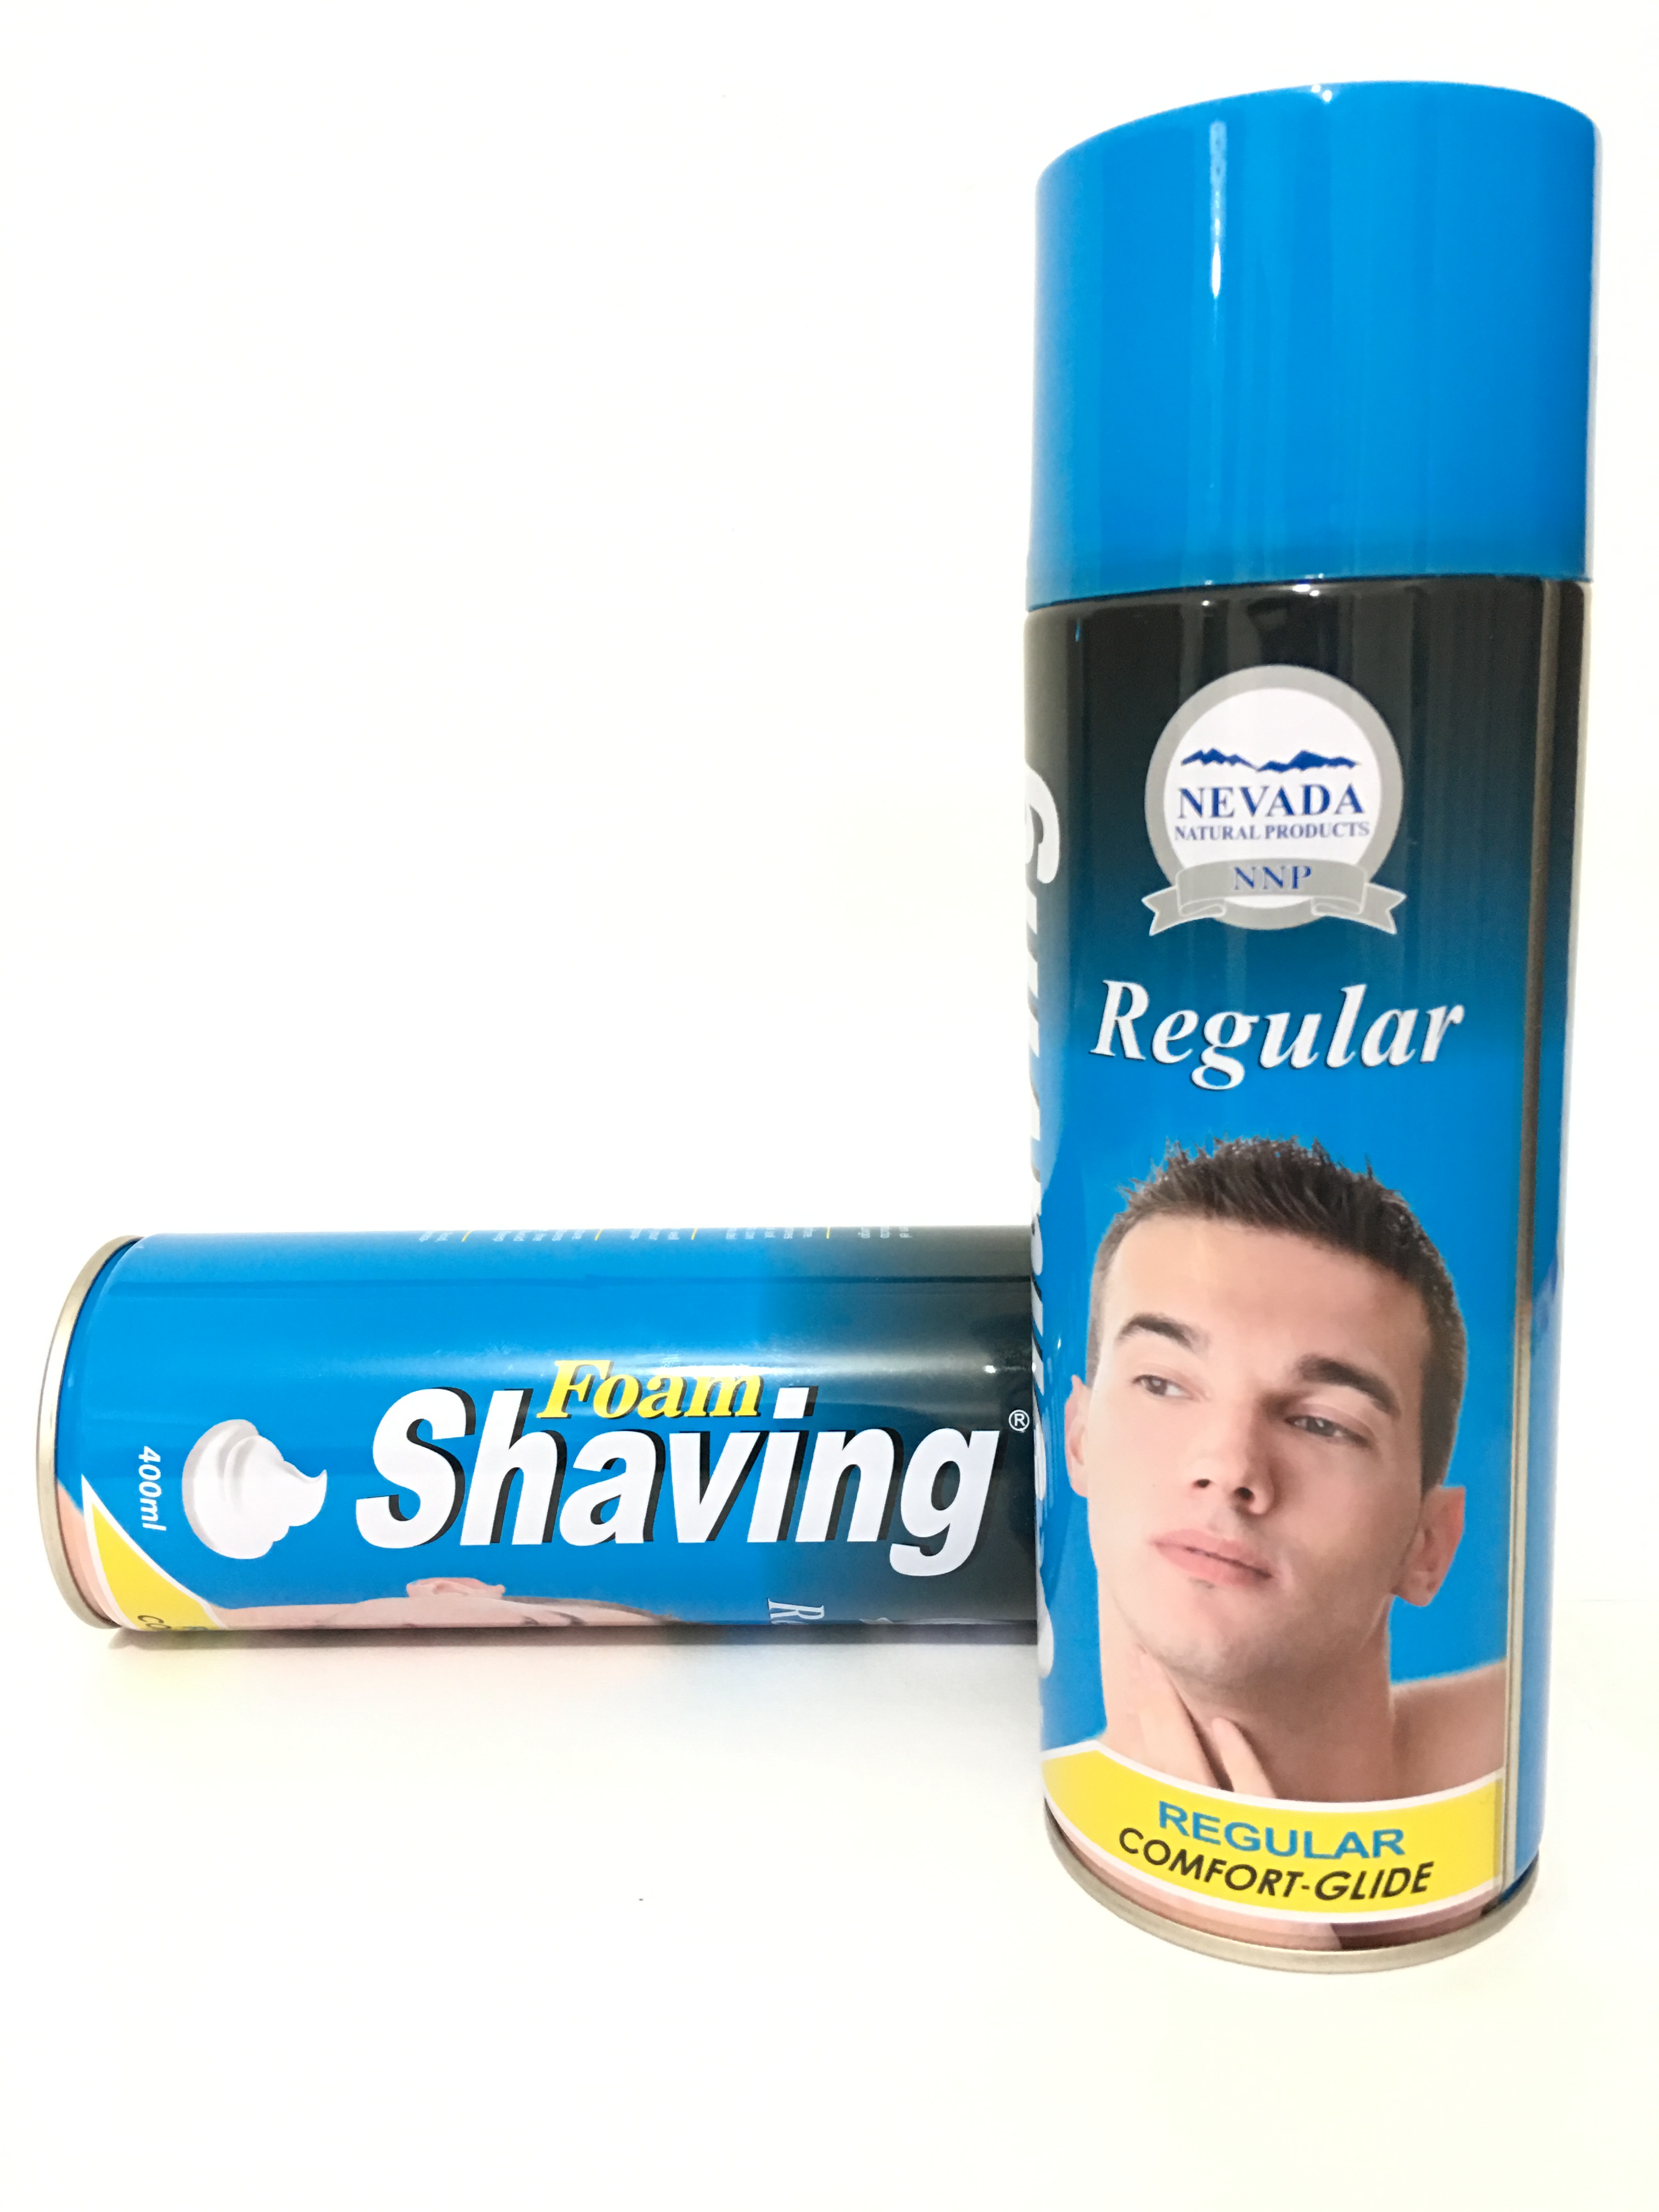 NEVADA
NATURAL PRODUCTS
NNP
Regular
REGULAR
COMFORT-GLIDE
Foam
Shaving®
400ml